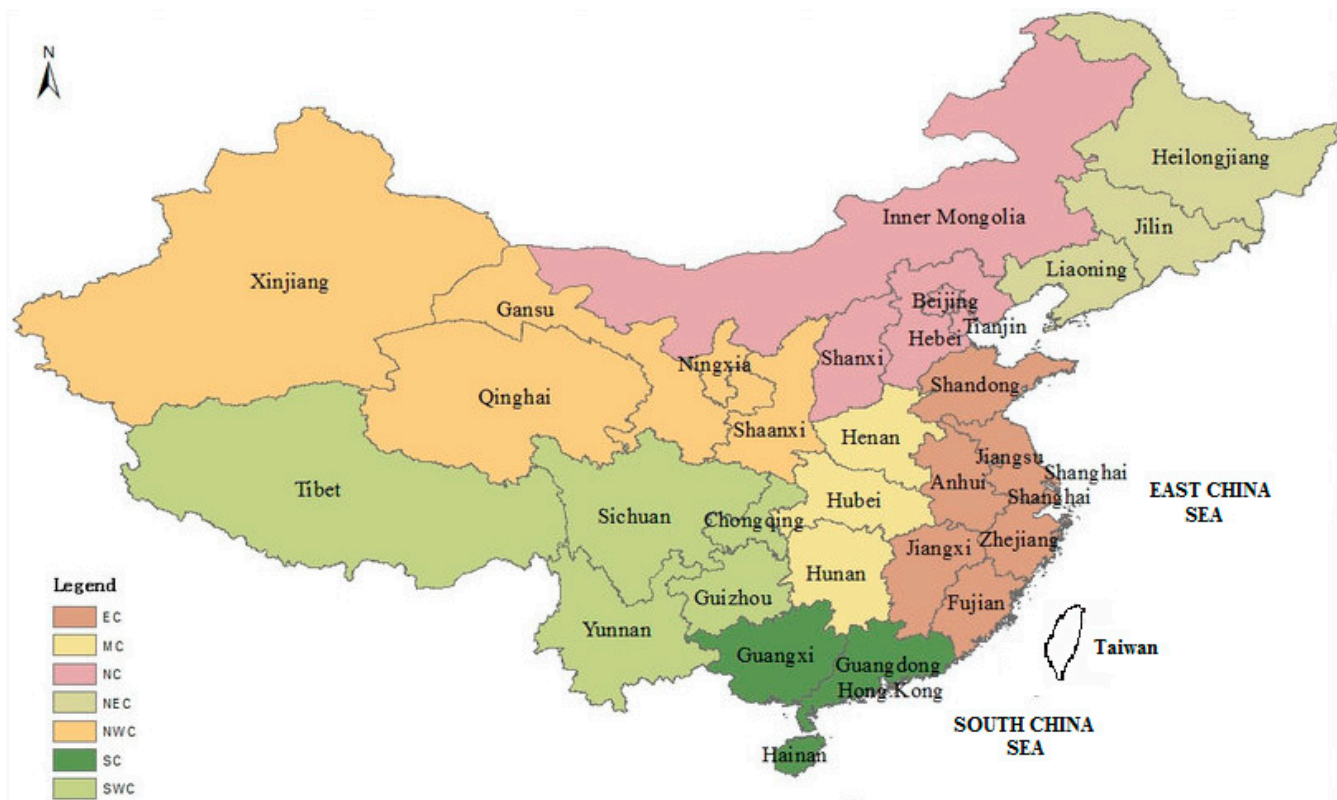 N
Heilongjiang
Inner Mongolia
Jilin
Liaoning
Xinjiang
Gansu
Beijing
Tianjin
Hebei
Shanxi
Ningxia
Qinghai
Shandong
Shaanxi
Henan
Jiangsu
Shanghai
Anhui
Shanghai
EAST CHINA
SEA
Tibet
Hubei
Sichuan
Chongqing
Zhejiang
Jiangxi
Hunan
Fujian
Guizhou
Yunnan
Taiwan
Guangxi
Guangdong
Hong Kong
SOUTH CHINA
SEA
Hainan
Legend
EC
MC
NC
NEC
NWC
SC
SWC